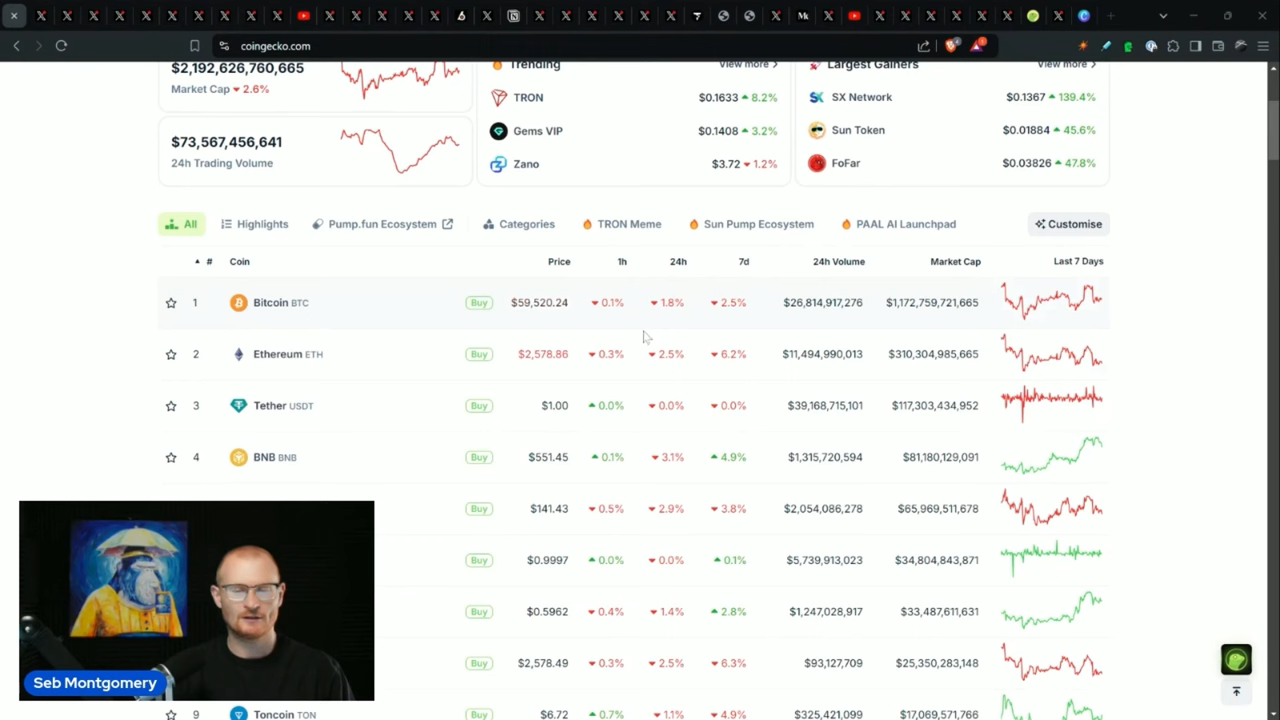 coingecko.com
$2,192,626,760,665
Market Cap 2.6%
$73,567,456,641
24h Trading Volume
Trending View more
TRON $0.1633 8.2%
Gems VIP $0.1408 3.2%
Zano $3.72 1.2%
Largest Gainers View more
SX Network $0.1367 139.4%
Sun Token $0.01884 45.6%
FoFar $0.03826 47.8%
All Highlights Pump.fun Ecosystem Categories TRON Meme Sun Pump Ecosystem PAAL AI Launchpad Customise
# Coin Price 1h 24h 7d 24h Volume Market Cap Last 7 Days
1 Bitcoin BTC Buy $59,520.24 0.1% 1.8% 2.5% $26,814,917,276 $1,172,759,721,665
2 Ethereum ETH Buy $2,578.86 0.3% 2.5% 6.2% $11,494,990,013 $310,304,985,665
3 Tether USDT Buy $1.00 0.0% 0.0% 0.0% $39,168,715,101 $117,303,434,952
4 BNB BNB Buy $551.45 0.1% 3.1% 4.9% $1,315,720,594 $81,180,129,091
Buy $141.43 0.5% 2.9% 3.8% $2,054,086,278 $65,969,511,678
Buy $0.9997 0.0% 0.0% 0.1% $5,739,913,023 $34,804,843,871
Buy $0.5962 0.4% 1.4% 2.8% $1,247,028,917 $33,487,611,631
Buy $2,578.49 0.3% 2.5% 6.3% $93,127,709 $25,350,283,148
9 Toncoin TON Buy $6.72 0.7% 1.1% 4.9% $325,421,099 $17,069,571,766
Seb Montgomery